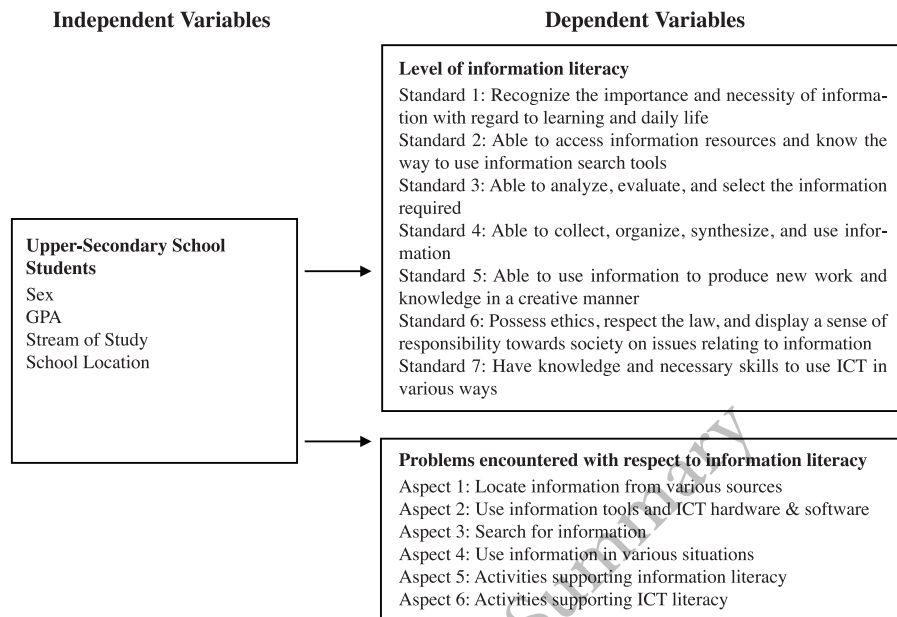 Independent Variables
Dependent Variables
Upper-Secondary School
Students
Sex
GPA
Stream of Study
School Location
Level of information literacy
Standard 1: Recognize the importance and necessity of informa-
tion with regard to learning and daily life
Standard 2: Able to access information resources and know the
way to use information search tools
Standard 3: Able to analyze, evaluate, and select the information
required
Standard 4: Able to collect, organize, synthesize, and use infor-
mation
Standard 5: Able to use information to produce new work and
knowledge in a creative manner
Standard 6: Possess ethics, respect the law, and display a sense of
responsibility towards society on issues relating to information
Standard 7: Have knowledge and necessary skills to use ICT in
various ways
Problems encountered with respect to information literacy
Aspect 1: Locate information from various sources
Aspect 2: Use information tools and ICT hardware & software
Aspect 3: Search for information
Aspect 4: Use information in various situations
Aspect 5: Activities supporting information literacy
Aspect 6: Activities supporting ICT literacy
Summary